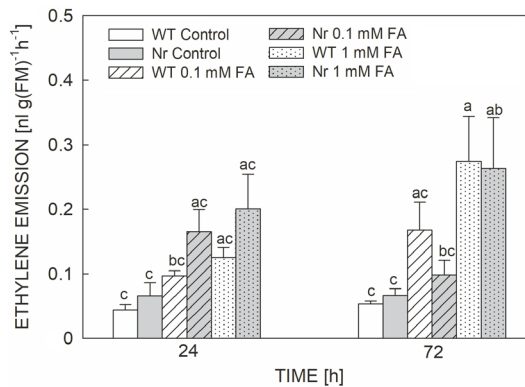 0.5
0.4
0.3
0.2
0.1
0
ETHYLENE EMISSION [nl g(FM)⁻¹h⁻¹]
WT Control
Nr Control
WT 0.1 mM FA
Nr 0.1 mM FA
WT 1 mM FA
Nr 1 mM FA
c c bc ac ac ac
c c ac bc a ab
24 72
TIME [h]